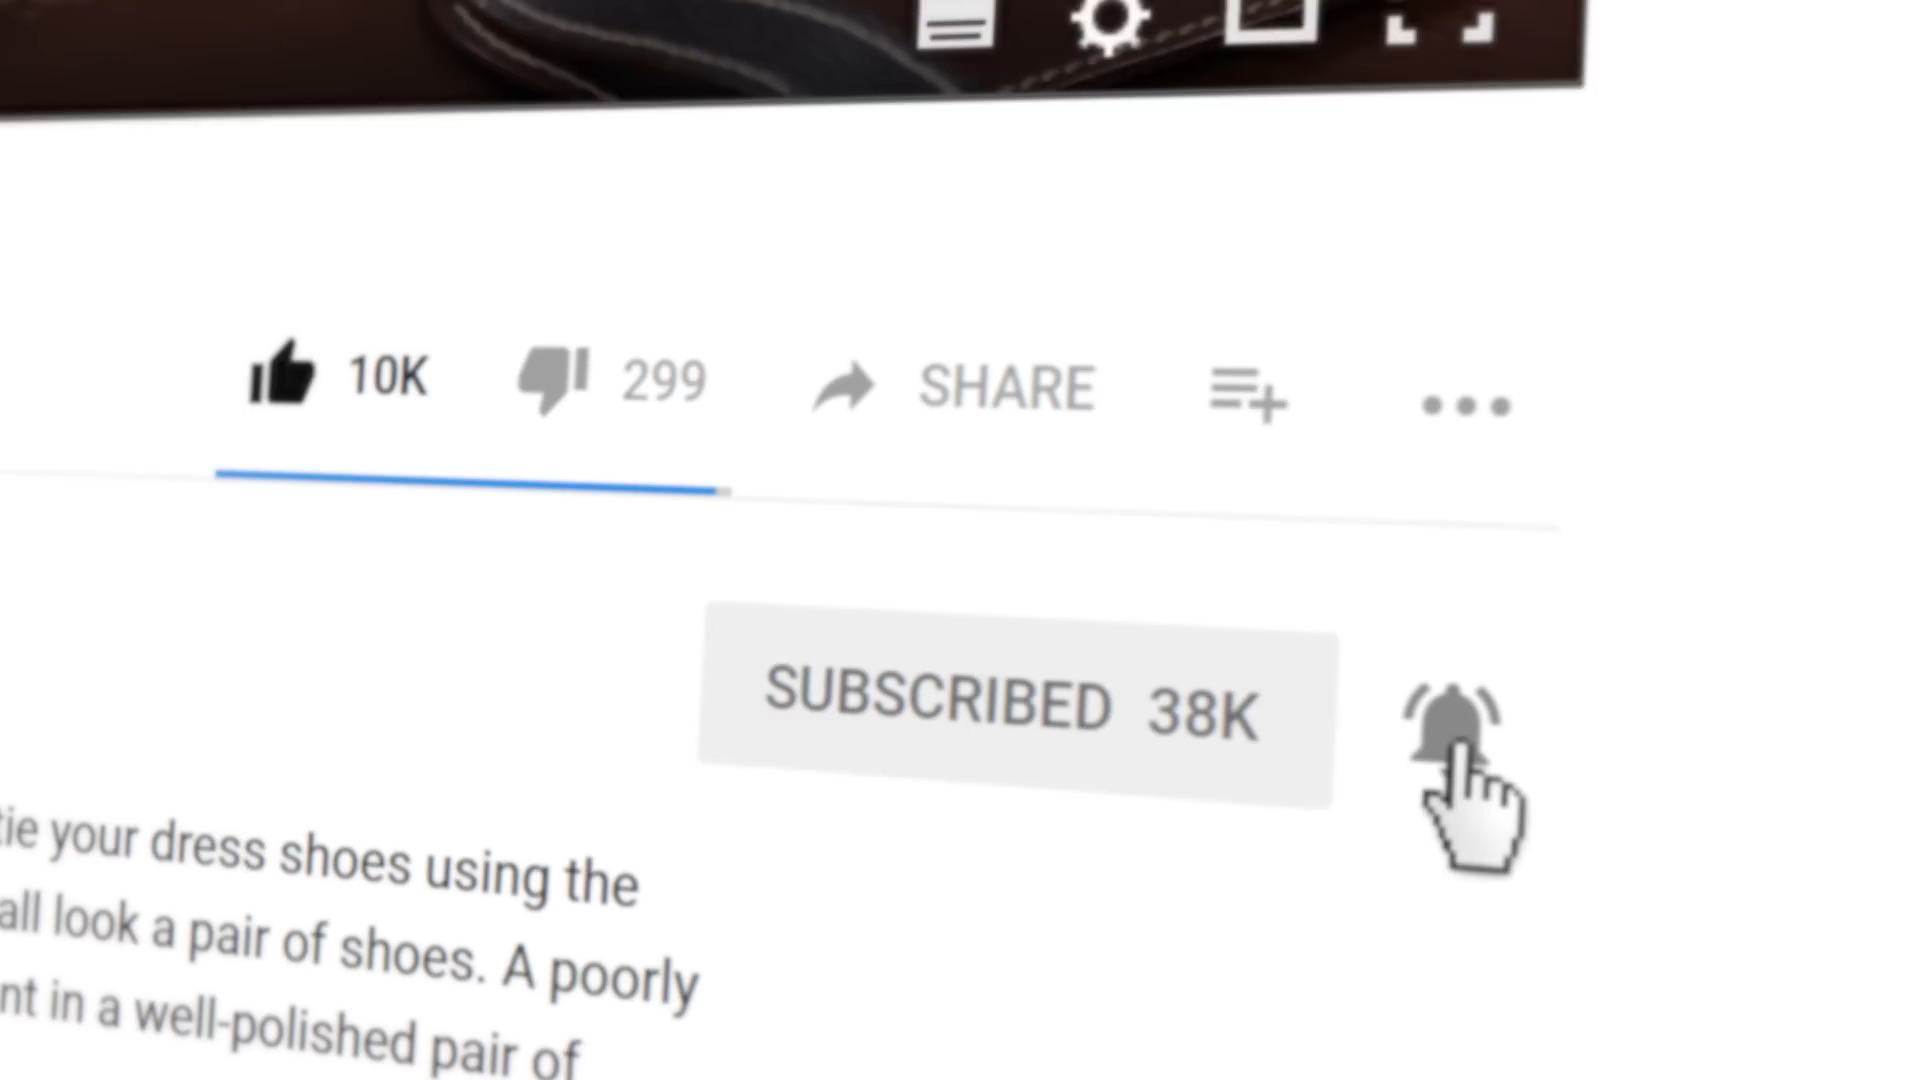 10K 299 SHARE
SUBSCRIBED 38K
tie your dress shoes using the
all look a pair of shoes. A poorly
nt in a well-polished pair of